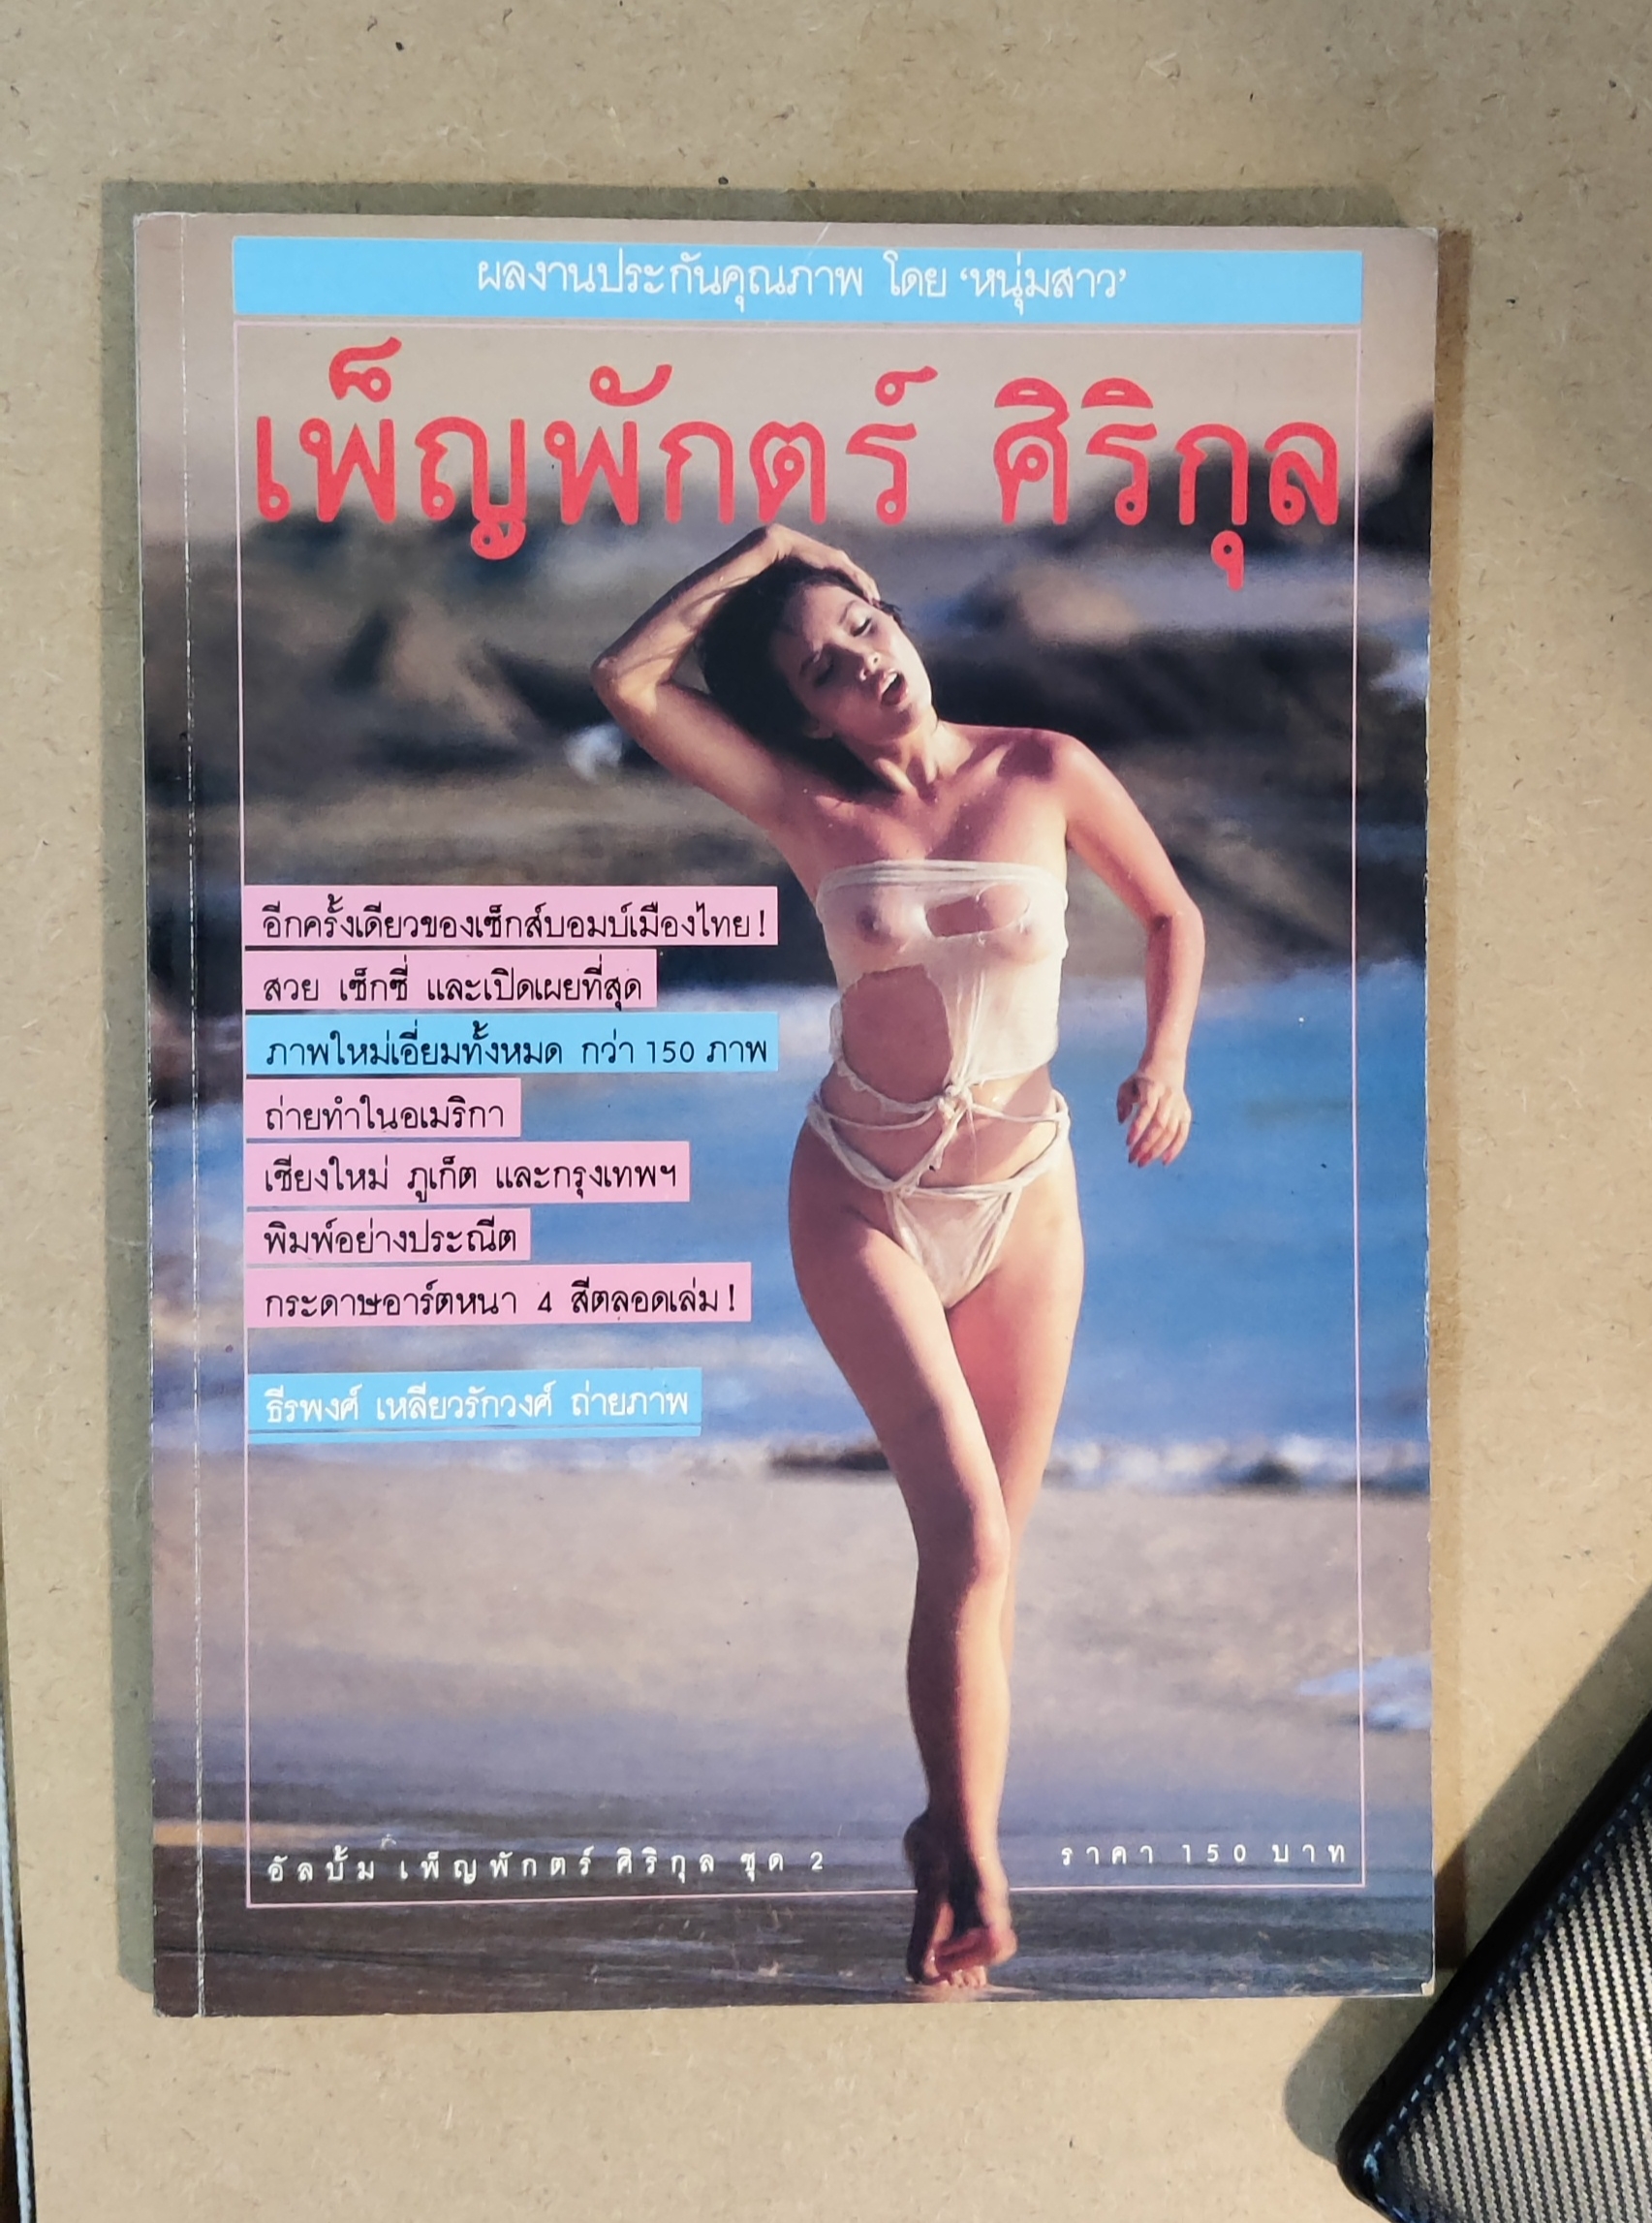 ผลงานประกันคุณภาพ โดย ‘หนุ่มสาว’
เพ็ญพักตร์ ศิริกุล
อีกครั้งเดียวของเซ็กส์บอมบ์เมืองไทย!
สวย เซ็กซี่ และเปิดเผยที่สุด
ภาพใหม่เอี่ยมทั้งหมด กว่า 150 ภาพ
ถ่ายทำในอเมริกา
เชียงใหม่ ภูเก็ต และกรุงเทพฯ
พิมพ์อย่างประณีต
กระดาษอาร์ตหนา 4 สีตลอดเล่ม!
ธีรพงศ์ เหลียวรักวงศ์ ถ่ายภาพ
อัลบั้ม เพ็ญพักตร์ ศิริกุล ชุด 2
ราคา 150 บาท